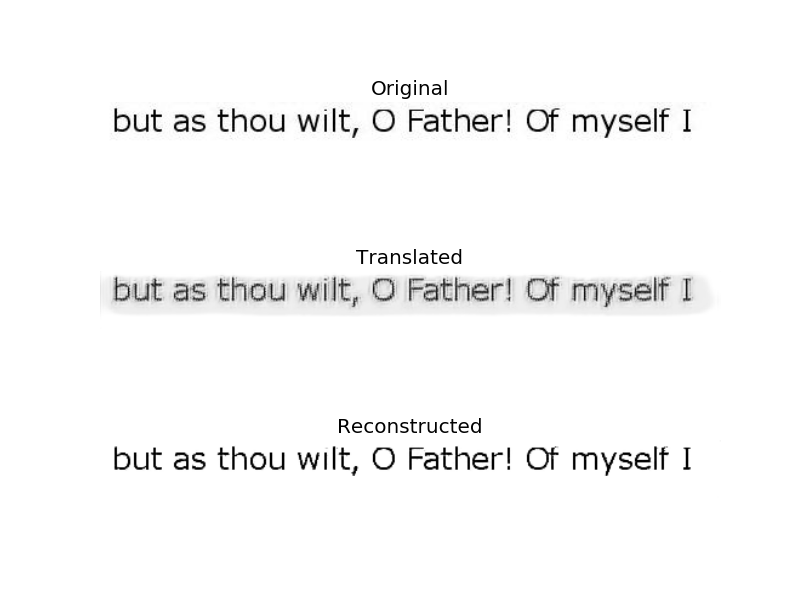 Original
but as thou wilt, O Father! Of myself I
Translated
but as thou wilt, O Father! Of myself I
Reconstructed
but as thou wilt, O Father! Of myself I